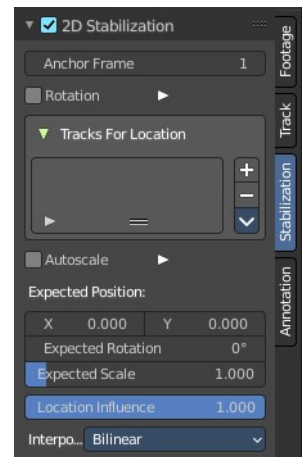 2D Stabilization
Anchor Frame 1
Rotation
Tracks For Location
Autoscale
Expected Position:
X 0.000 Y 0.000
Expected Rotation 0°
Expected Scale 1.000
Location Influence 1.000
Interpo... Bilinear
Footage
Track
Stabilization
Annotation